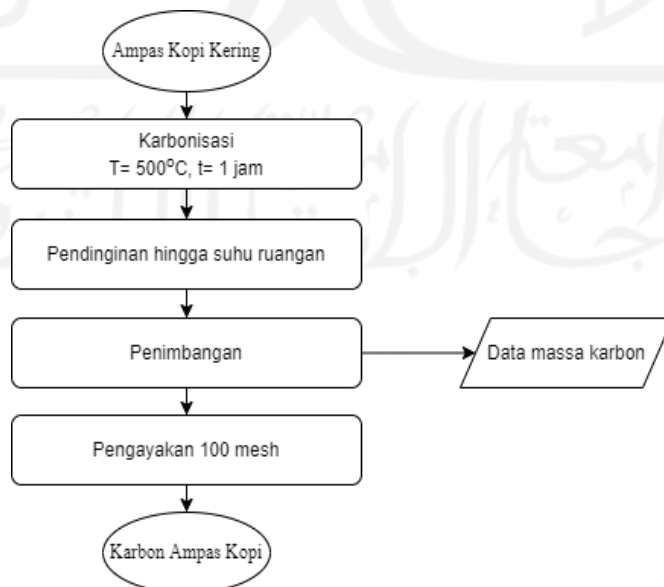 Ampas Kopi Kering
Karbonisasi
T= 500°C, t= 1 jam
Pendinginan hingga suhu ruangan
Penimbangan
Data massa karbon
Pengayakan 100 mesh
Karbon Ampas Kopi